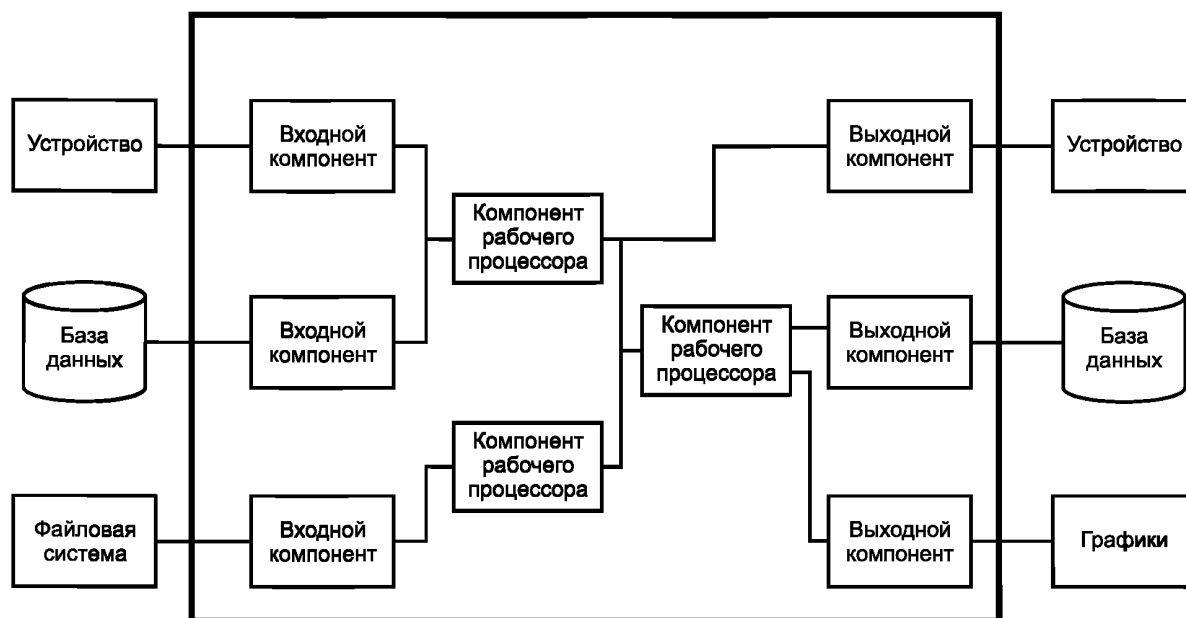 Устройство
Входной
компонент
Выходной
компонент
Устройство
Компонент
рабочего
процессора
База
данных
Входной
компонент
Компонент
рабочего
процессора
Выходной
компонент
База
данных
Компонент
рабочего
процессора
Файловая
система
Входной
компонент
Выходной
компонент
Графики